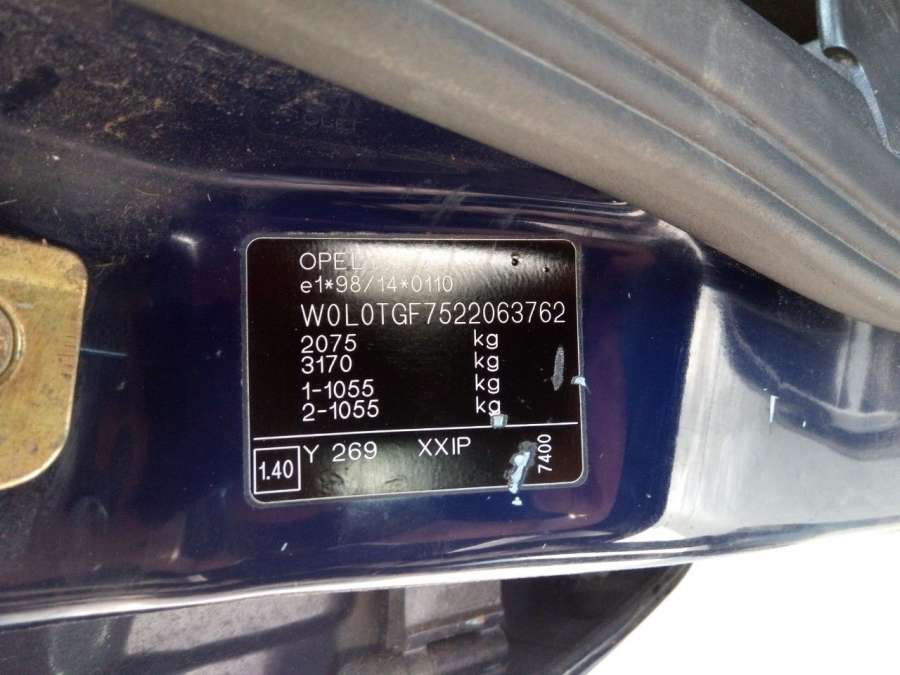 OPEL
e1*98/14*0110
W0L0TGF7522063762
2075 kg
3170 kg
1-1055 kg
2-1055 kg
1.40 Y 269 XXIP 7400